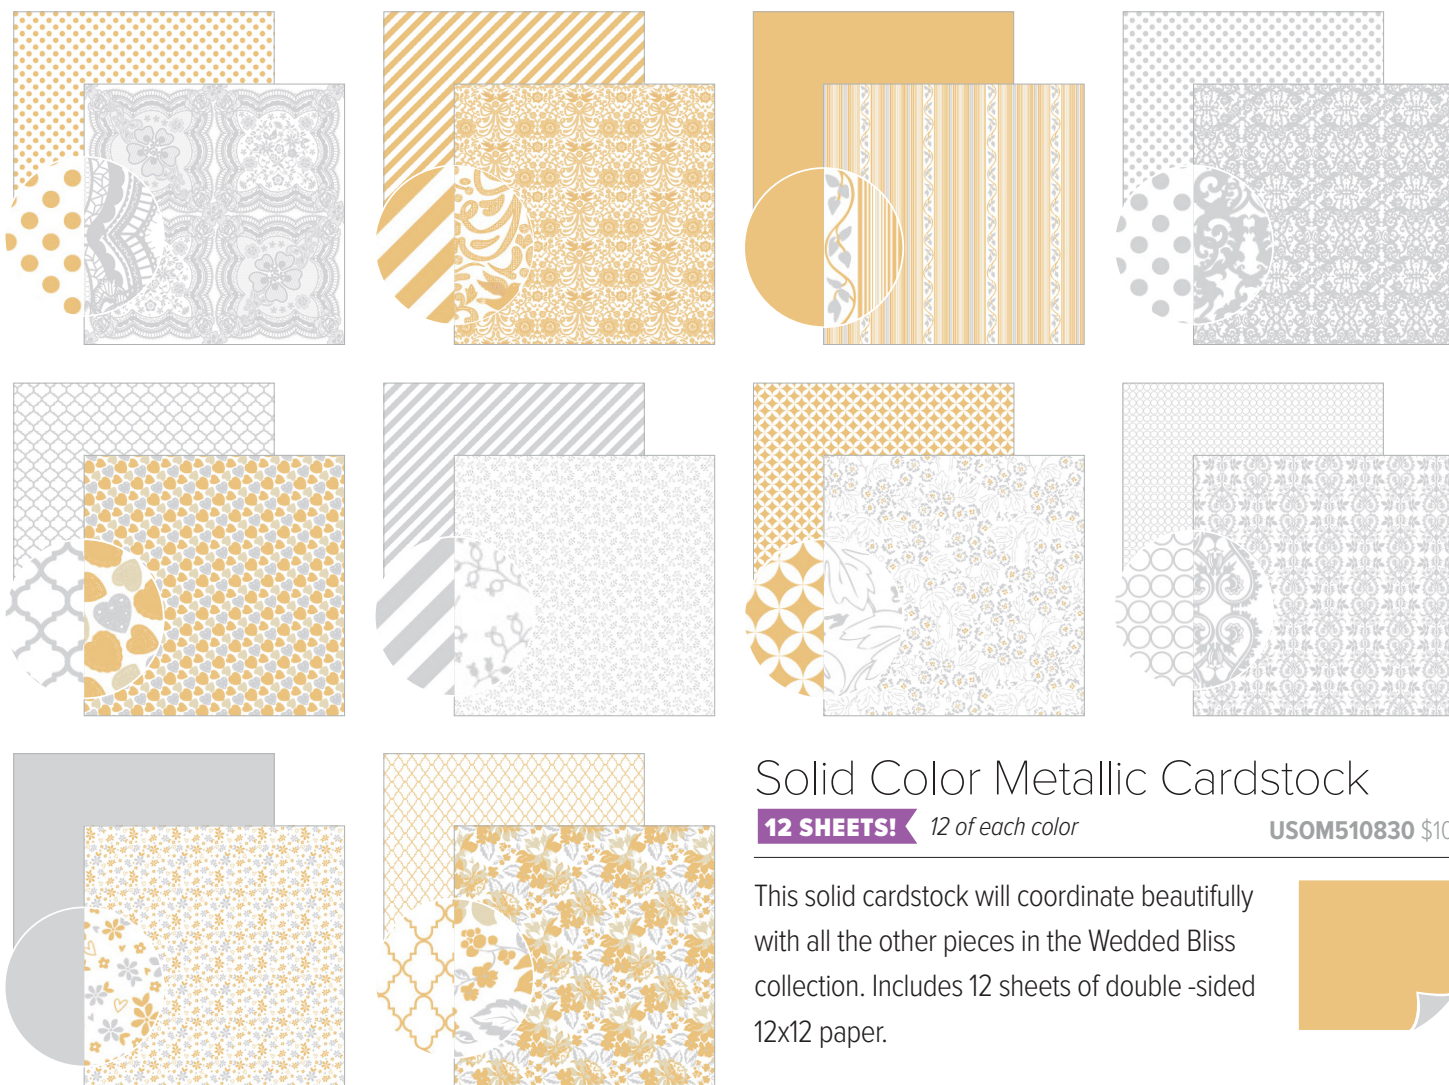 Solid Color Metallic Cardstock
12 SHEETS! 12 of each color
USOM510830 $10
This solid cardstock will coordinate beautifully
with all the other pieces in the Wedded Bliss
collection. Includes 12 sheets of double -sided
12x12 paper.